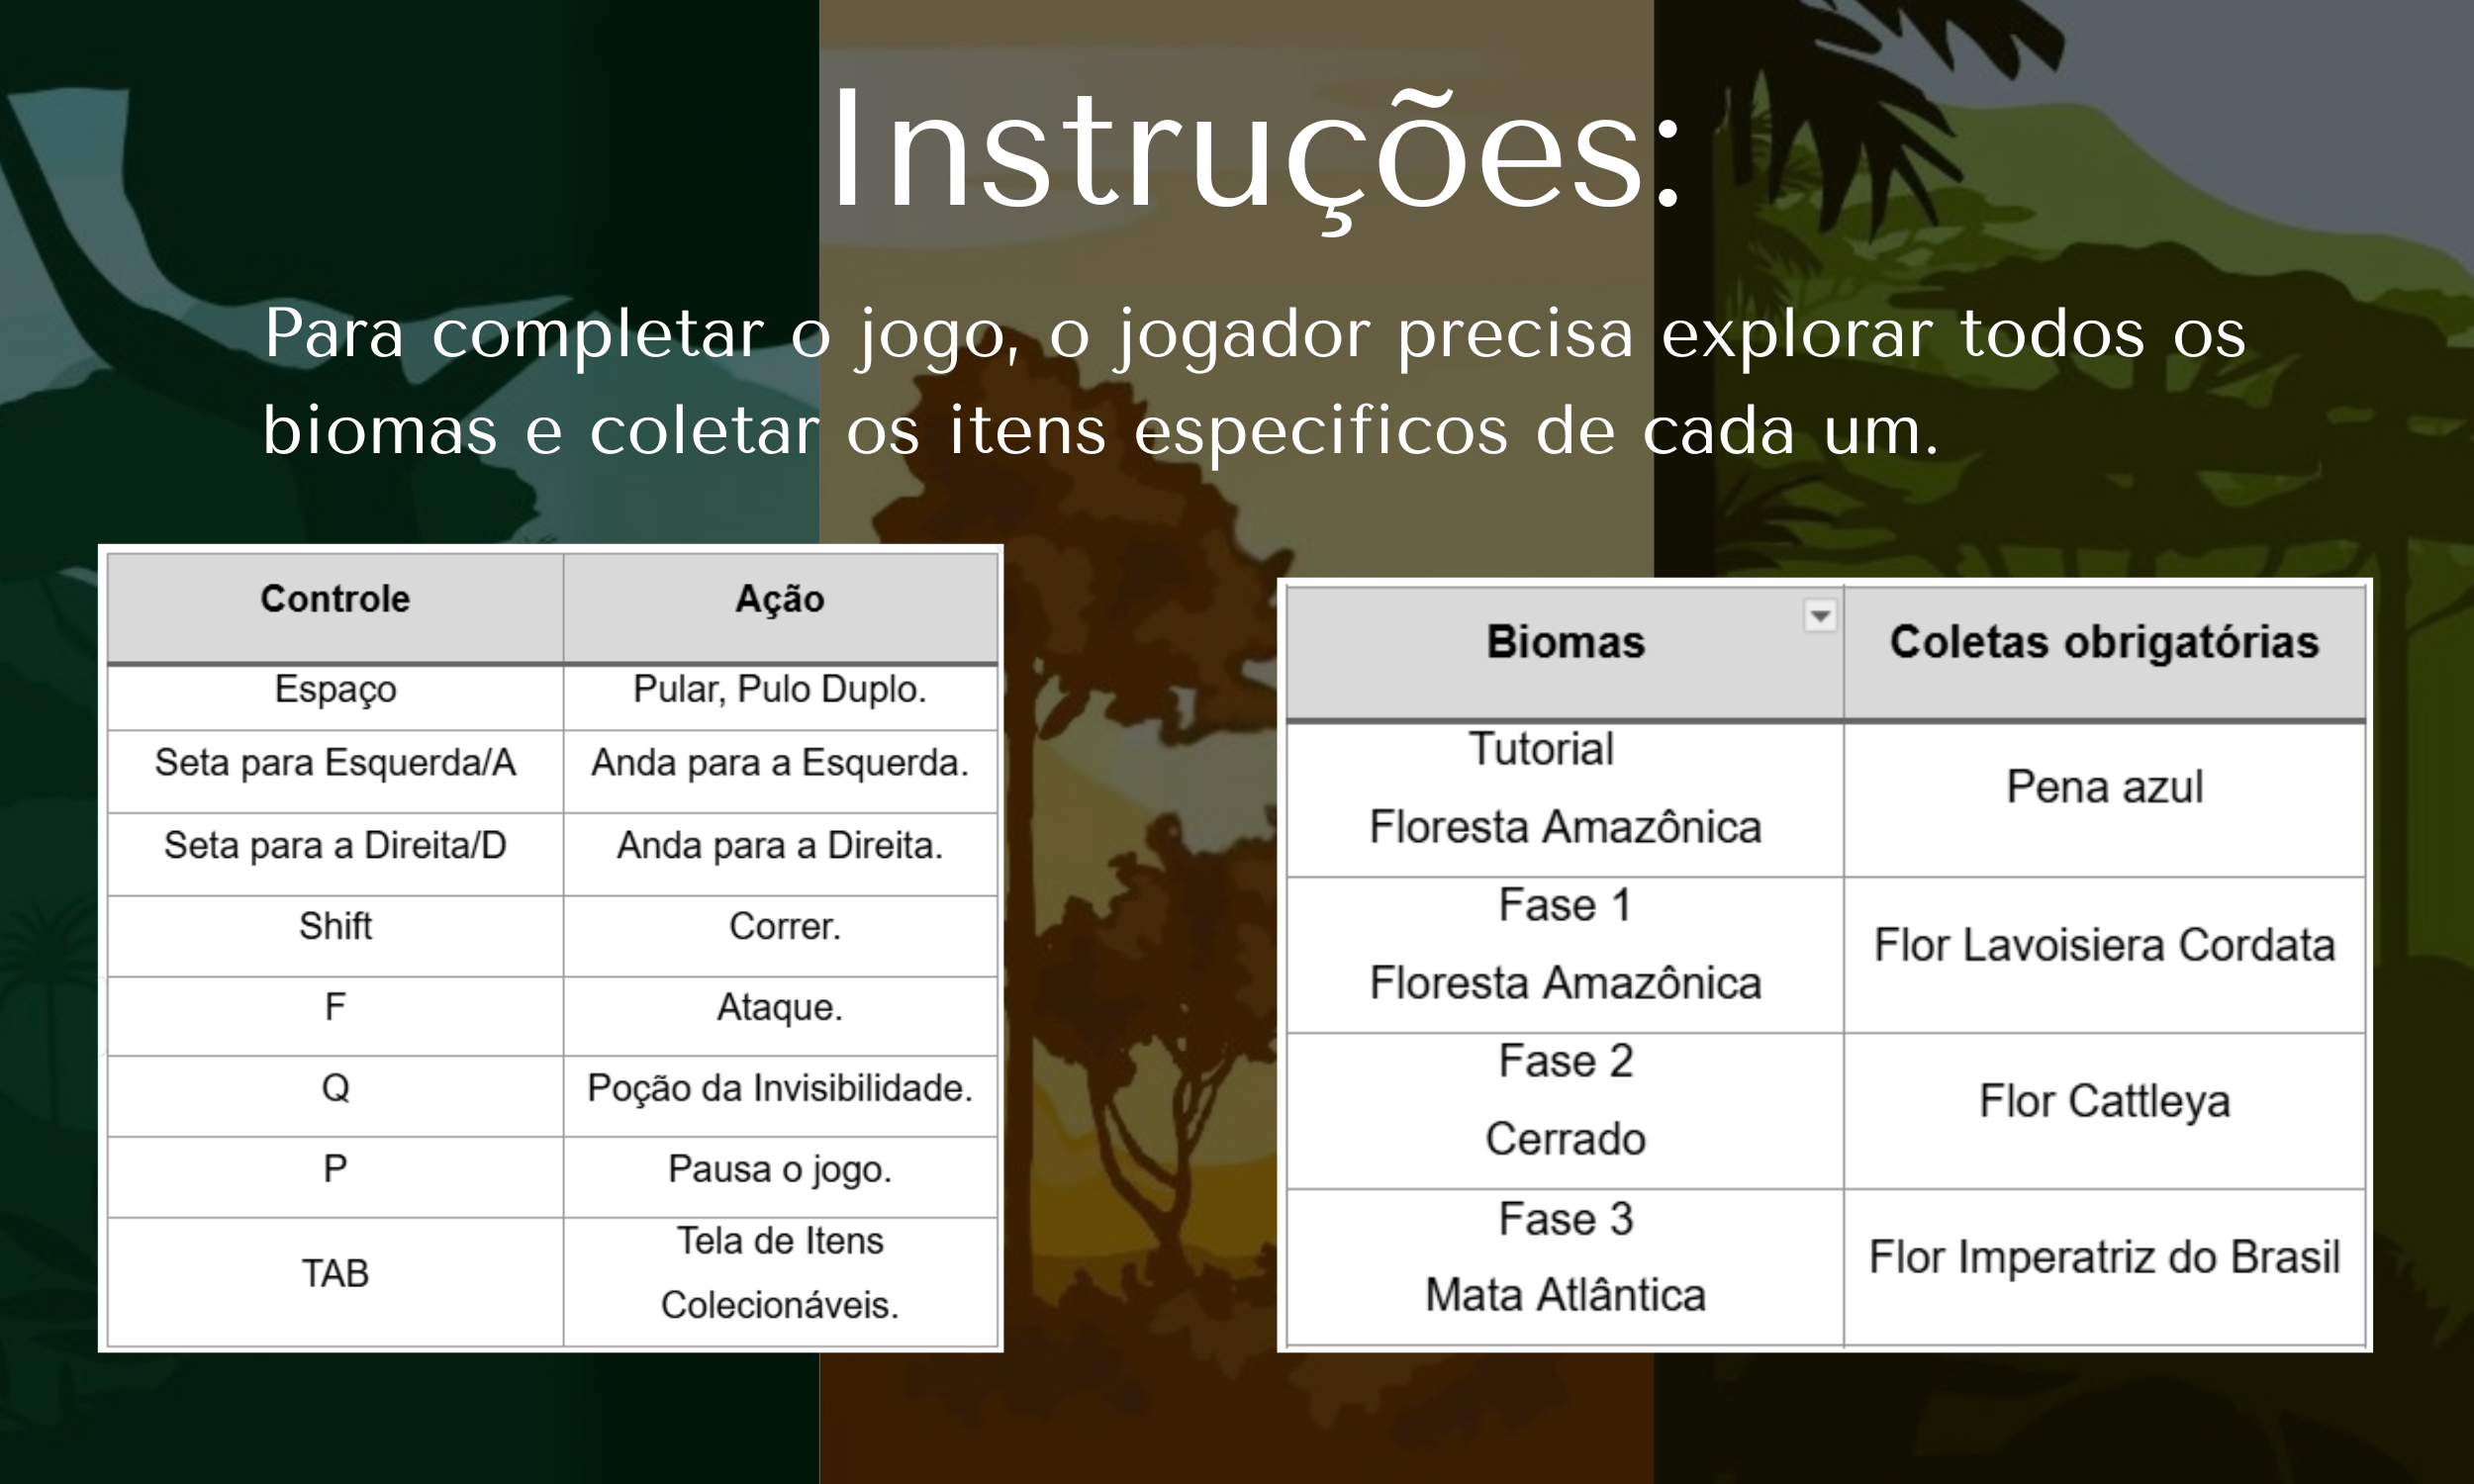 Instruções:
Para completar o jogo, o jogador precisa explorar todos os
biomas e coletar os itens especificos de cada um.
Controle Ação
Espaço Pular, Pulo Duplo.
Seta para Esquerda/A Anda para a Esquerda.
Seta para a Direita/D Anda para a Direita.
Shift Correr.
F Ataque.
Q Poção da Invisibilidade.
P Pausa o jogo.
TAB Tela de Itens
Colecionáveis.
Biomas Coletas obrigatórias
Tutorial
Floresta Amazônica
Pena azul
Fase 1
Floresta Amazônica
Flor Lavoisiera Cordata
Fase 2
Cerrado
Flor Cattleya
Fase 3
Mata Atlântica
Flor Imperatriz do Brasil